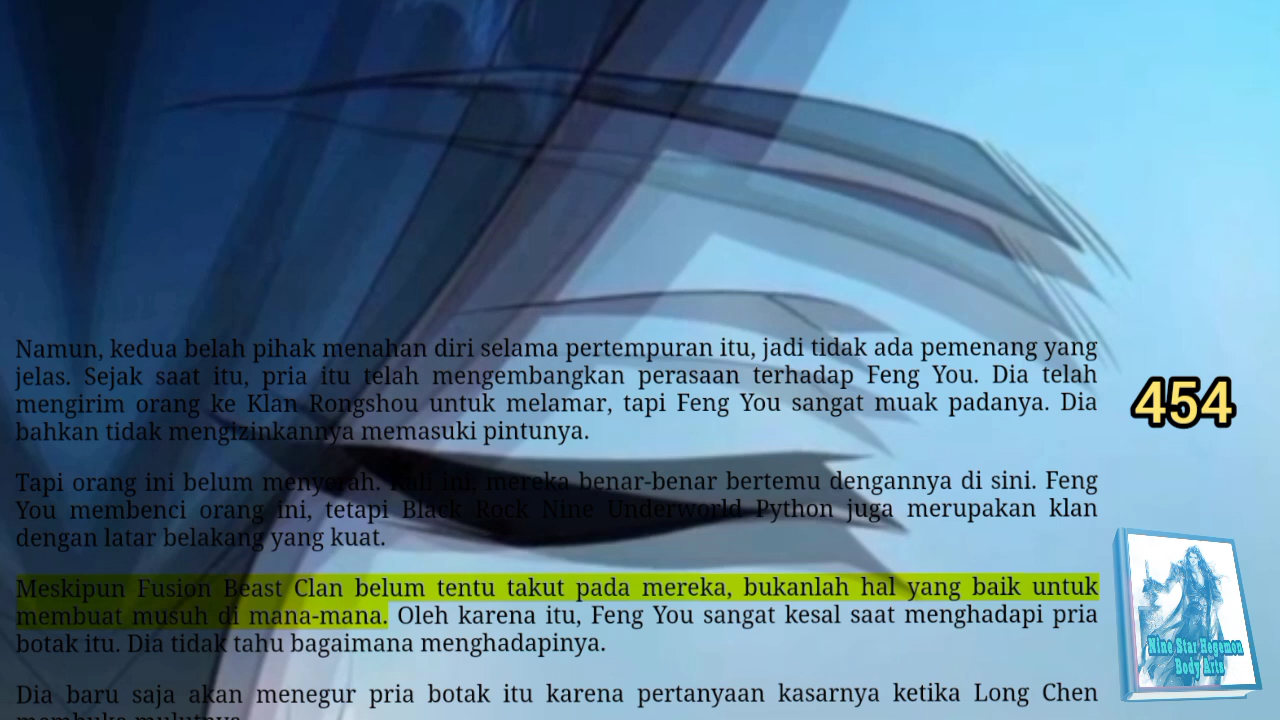 Namun, kedua belah pihak menahan diri selama pertempuran itu, jadi tidak ada pemenang yang
jelas. Sejak saat itu, pria itu telah mengembangkan perasaan terhadap Feng You. Dia telah
mengirim orang ke Klan Rongshou untuk melamar, tapi Feng You sangat muak padanya. Dia
bahkan tidak mengizinkannya memasuki pintunya.
Tapi orang ini belum menyerah. Kali ini, mereka benar-benar bertemu dengannya di sini. Feng
You membenci orang ini, tetapi Black Rock Nine Underworld Python juga merupakan klan
dengan latar belakang yang kuat.
454
Meskipun Fusion Beast Clan belum tentu takut pada mereka, bukanlah hal yang baik untuk
membuat musuh di mana-mana. Oleh karena itu, Feng You sangat kesal saat menghadapi pria
botak itu. Dia tidak tahu bagaimana menghadapinya.
Dia baru saja akan menegur pria botak itu karena pertanyaan kasarnya ketika Long Chen
membuka mulutnya.
Nine Star Hegemon
Body Arts